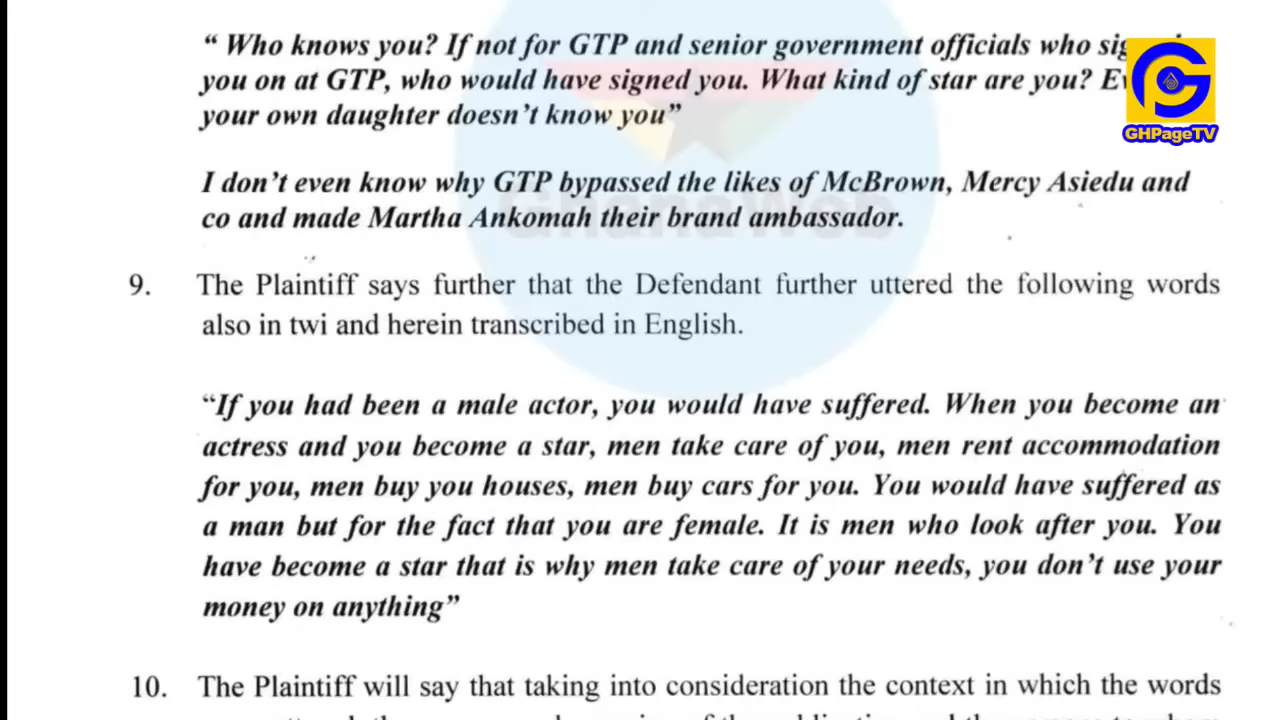 “ Who knows you? If not for GTP and senior government officials who
you on at GTP, who would have signed you. What kind of star are you?
your own daughter doesn’t know you”
I don’t even know why GTP bypassed the likes of McBrown, Mercy Asiedu and
co and made Martha Ankomah their brand ambassador.
9. The Plaintiff says further that the Defendant further uttered the following words
also in twi and herein transcribed in English.
“If you had been a male actor, you would have suffered. When you become an
actress and you become a star, men take care of you, men rent accommodation
for you, men buy you houses, men buy cars for you. You would have suffered as
a man but for the fact that you are female. It is men who look after you. You
have become a star that is why men take care of your needs, you don’t use your
money on anything”
10. The Plaintiff will say that taking into consideration the context in which the words
GhanaWeb
GHPageTV